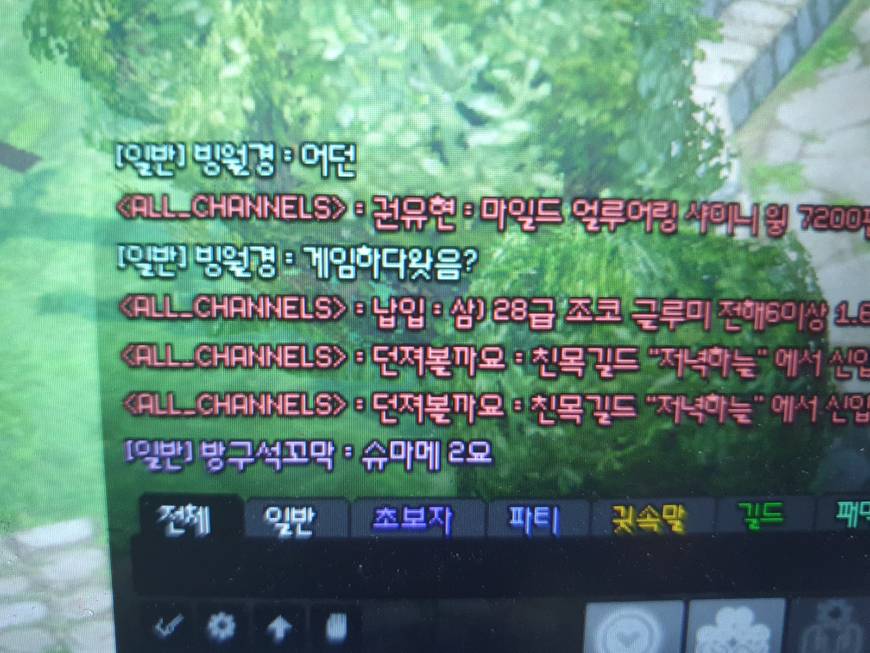 [일반] 빙월경 : 어던
<ALL_CHANNELS> : 권유현 : 마일드 얼루어링 샤이니 윙 7200
[일반] 빙월경 : 게임하다왔음?
<ALL_CHANNELS> : 납입 : 삼) 28급 조코 글루미 전해6이상 1.6
<ALL_CHANNELS> : 던져볼까요 : 친목길드 "저녁하늘" 에서 신입
<ALL_CHANNELS> : 던져볼까요 : 친목길드 "저녁하늘" 에서 신입
[일반] 방구석꼬막 : 슈마메 2요
전체 일반 초보자 파티 귓속말 길드